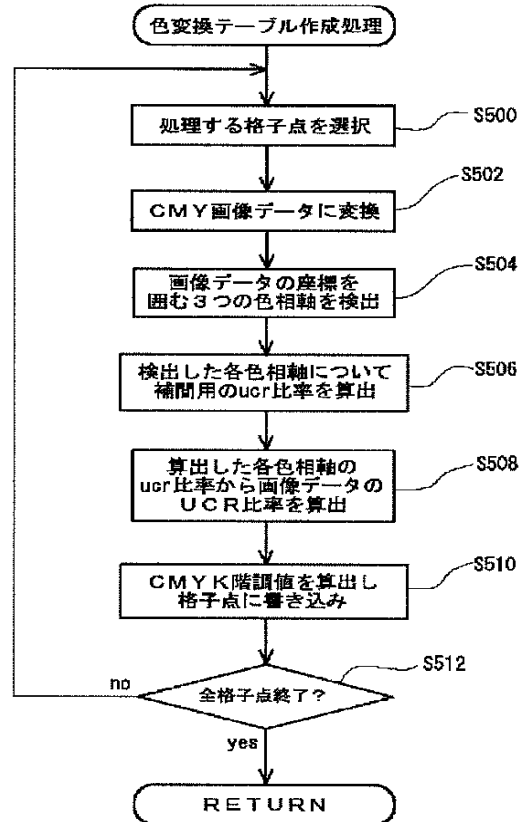 色変換テーブル作成処理
S500
処理する格子点を選択
S502
CMY画像データに変換
S504
画像データの座標を
囲む3つの色相軸を検出
S506
検出した各色相軸について
補間用のucr比率を算出
S508
算出した各色相軸の
ucr比率から画像データの
UCR比率を算出
S510
CMYK階調値を算出し
格子点に書き込み
S512
全格子点終了?
no
yes
RETURN